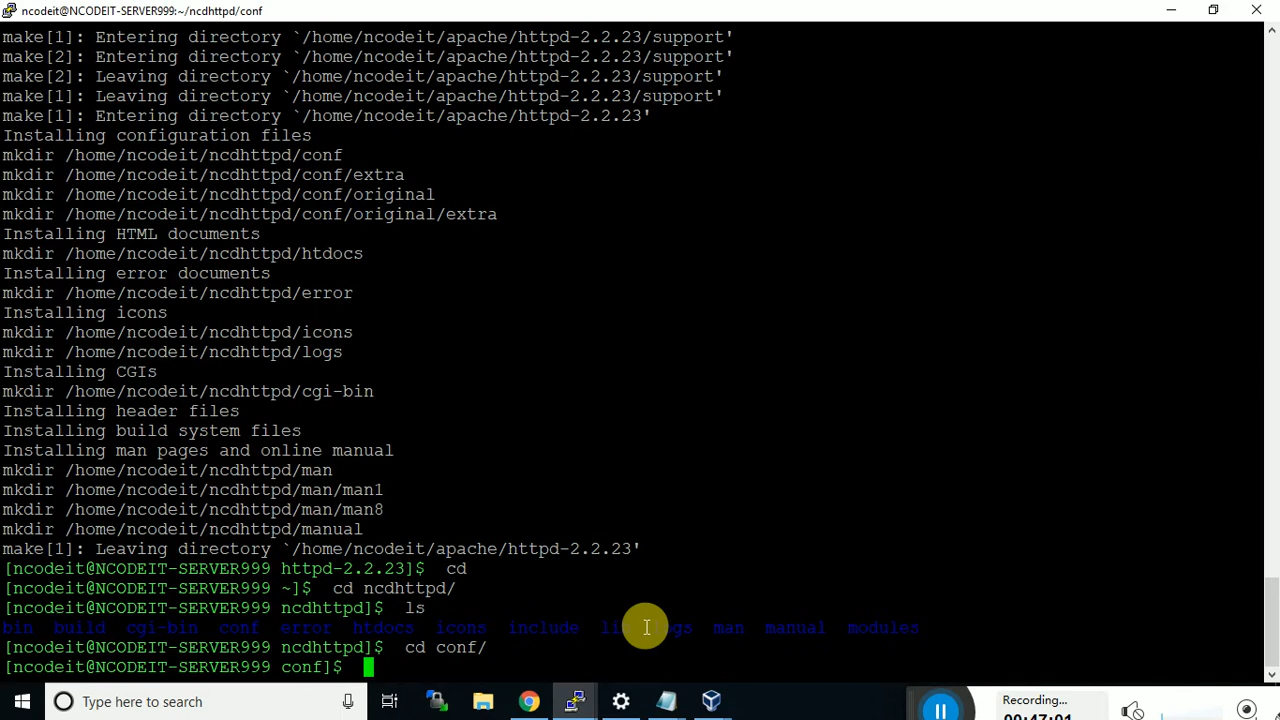 ncodeit@NCODEIT-SERVER999:~/ncdhttpd/conf
make[1]: Entering directory `/home/ncodeit/apache/httpd-2.2.23/support'
make[2]: Entering directory `/home/ncodeit/apache/httpd-2.2.23/support'
make[2]: Leaving directory `/home/ncodeit/apache/httpd-2.2.23/support'
make[1]: Leaving directory `/home/ncodeit/apache/httpd-2.2.23/support'
make[1]: Entering directory `/home/ncodeit/apache/httpd-2.2.23'
Installing configuration files
mkdir /home/ncodeit/ncdhttpd/conf
mkdir /home/ncodeit/ncdhttpd/conf/extra
mkdir /home/ncodeit/ncdhttpd/conf/original
mkdir /home/ncodeit/ncdhttpd/conf/original/extra
Installing HTML documents
mkdir /home/ncodeit/ncdhttpd/htdocs
Installing error documents
mkdir /home/ncodeit/ncdhttpd/error
Installing icons
mkdir /home/ncodeit/ncdhttpd/icons
mkdir /home/ncodeit/ncdhttpd/logs
Installing CGIs
mkdir /home/ncodeit/ncdhttpd/cgi-bin
Installing header files
Installing build system files
Installing man pages and online manual
mkdir /home/ncodeit/ncdhttpd/man
mkdir /home/ncodeit/ncdhttpd/man/man1
mkdir /home/ncodeit/ncdhttpd/man/man8
mkdir /home/ncodeit/ncdhttpd/manual
make[1]: Leaving directory `/home/ncodeit/apache/httpd-2.2.23'
[ncodeit@NCODEIT-SERVER999 httpd-2.2.23]$ cd
[ncodeit@NCODEIT-SERVER999 ~]$ cd ncdhttpd/
[ncodeit@NCODEIT-SERVER999 ncdhttpd]$ ls
bin build cgi-bin conf error htdocs icons include man manual modules
[ncodeit@NCODEIT-SERVER999 ncdhttpd]$ cd conf/
[ncodeit@NCODEIT-SERVER999 conf]$
Type here to search
Recording...
00:47:01